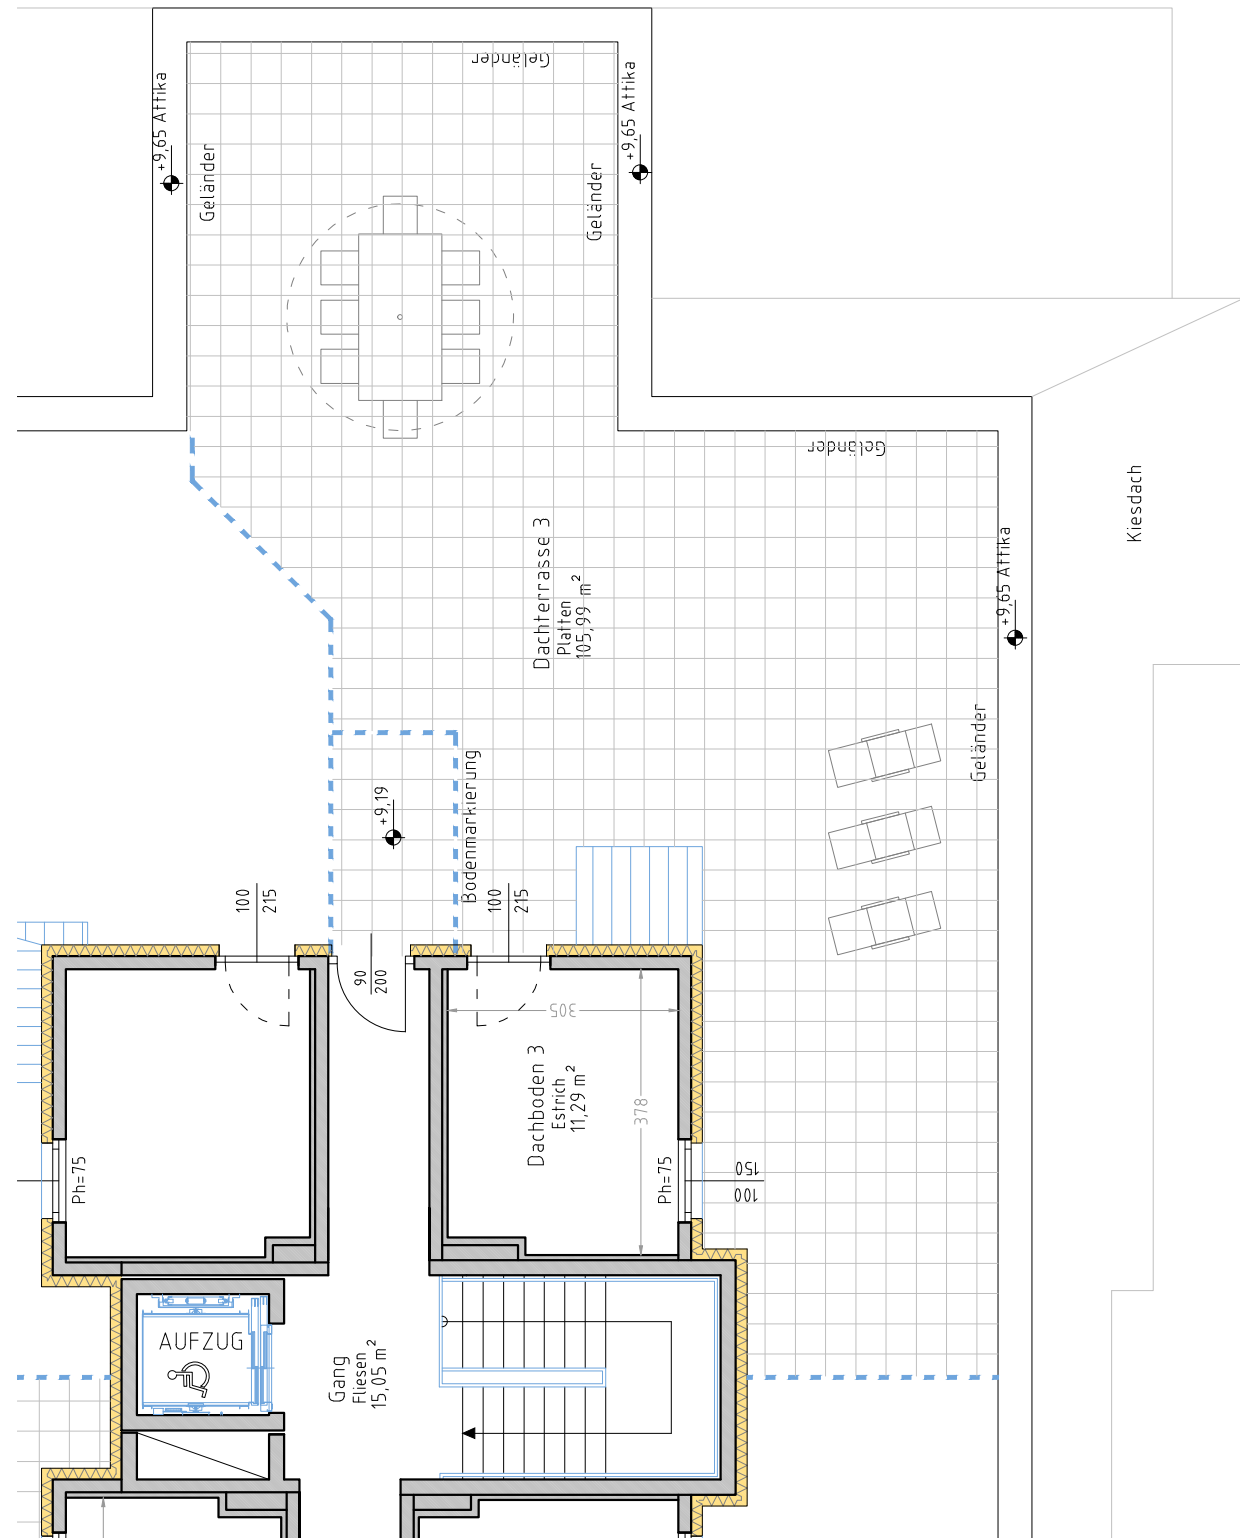 Geländer
+9,65 Attika
+9,65 Attika
Geländer
Geländer
Geländer
Kiesdach
Dachterrasse 3
Platten
105,99 m²
+9,65 Attika
Geländer
+9,19
Bodenmarkierung
100
215
100
215
90
200
305
Dachboden 3
Estrich
11,29 m²
378
Ph=75
Ph=75
150
100
AUFZUG
Gang
Fliesen
15,05 m²